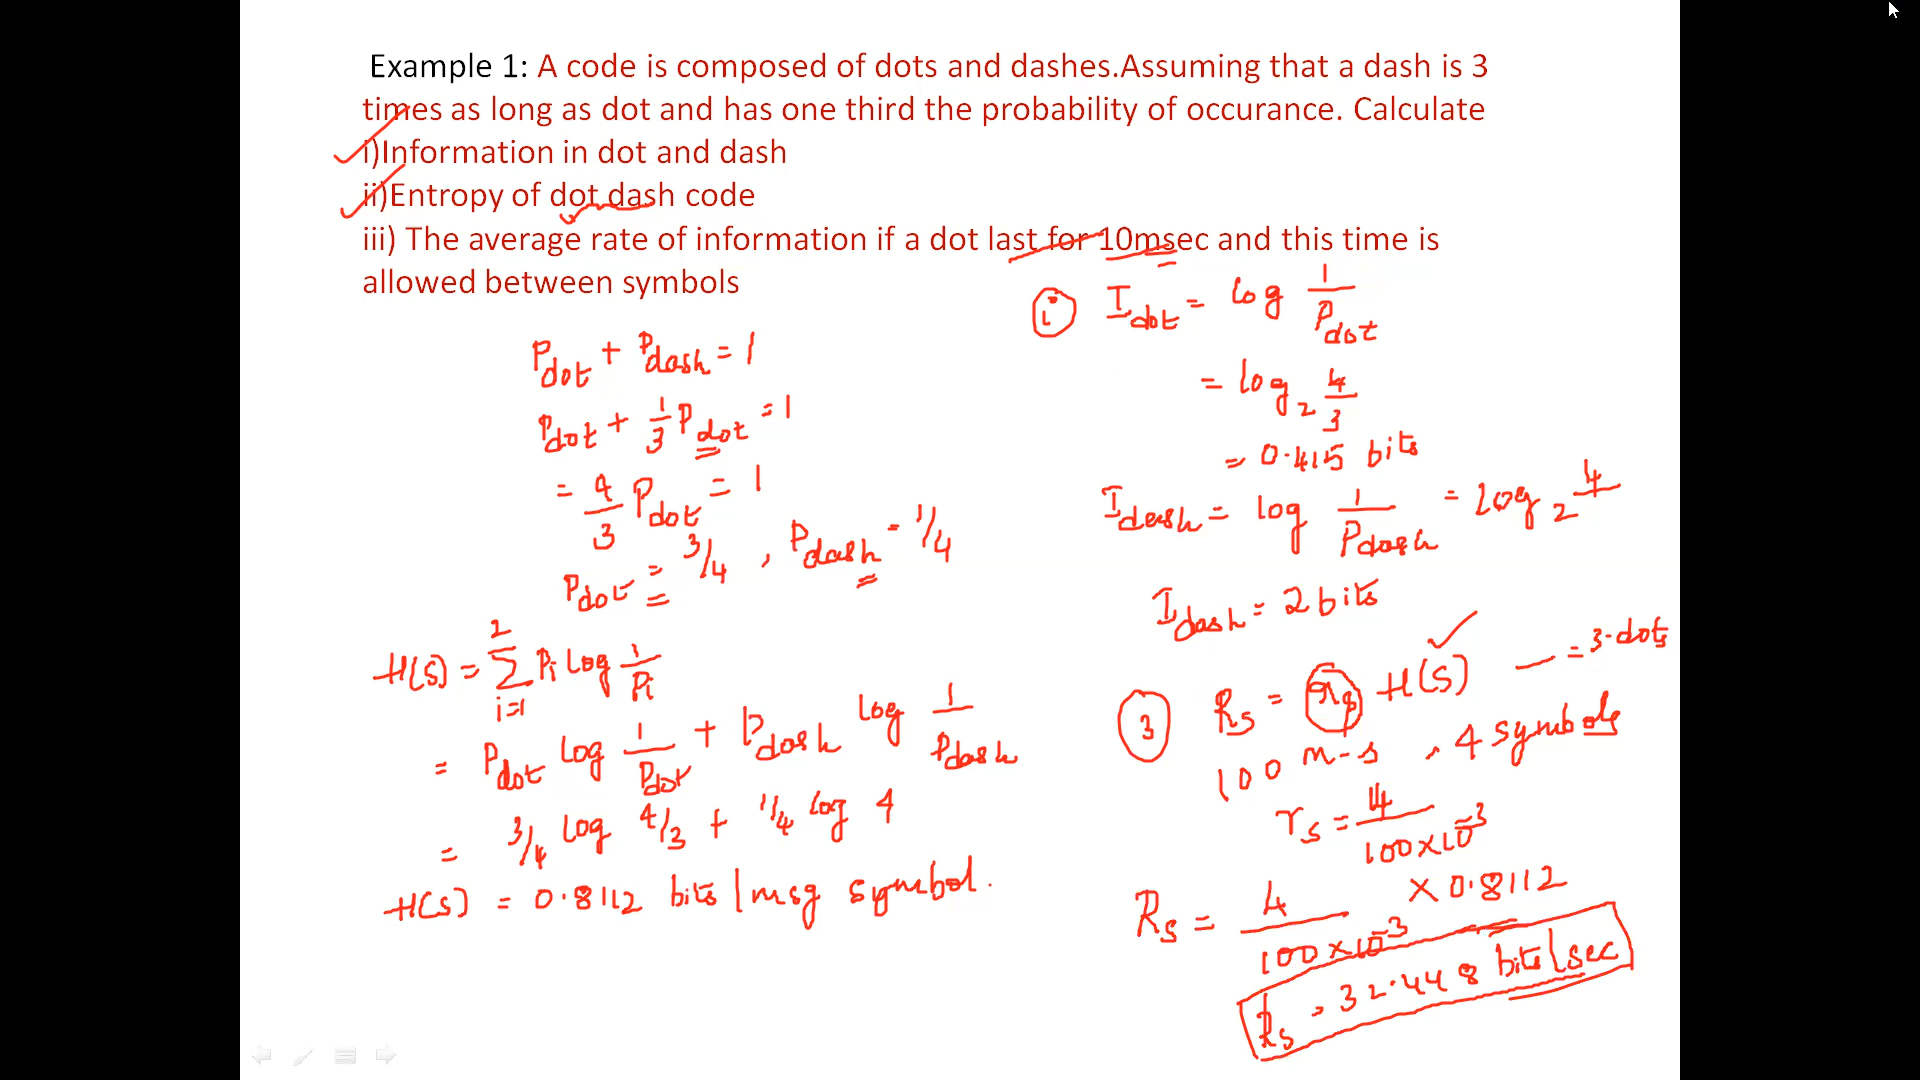 Example 1: A code is composed of dots and dashes.Assuming that a dash is 3
times as long as dot and has one third the probability of occurance. Calculate
i)Information in dot and dash
ii)Entropy of dot dash code
iii) The average rate of information if a dot last for 10msec and this time is
allowed between symbols
P_dot + P_dash = 1
P_dot + 1/3 P_dot = 1
= 4/3 P_dot = 1
P_dot = 3/4 , P_dash = 1/4
H(S) = Σ_{i=1}^{2} Pi log 1/Pi
= P_dot log 1/P_dot + P_dash log 1/P_dash
= 3/4 log 4/3 + 1/4 log 4
H(S) = 0.8112 bits/msg symbol.
i I_dot = log 1/P_dot
= log_2 4/3
= 0.415 bits
I_dash = log 1/P_dash = log_2 4
I_dash = 2 bits
3 Rs = rs H(S) — = 3 dots
100 m-s , 4 symbols
rs = 4/100×10^-3
Rs = 4/100×10^-3 × 0.8112
Rs = 32.448 bits/sec